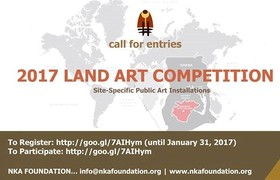 call for entries
2017 LAND ART COMPETITION
Site-Specific Public Art Installations
To Register: http://goo.gl/7AIHym (until January 31, 2017)
To Participate: http://goo.gl/7AIHym
NKA FOUNDATION... info@nkafoundation.org | www.nkafoundation.org